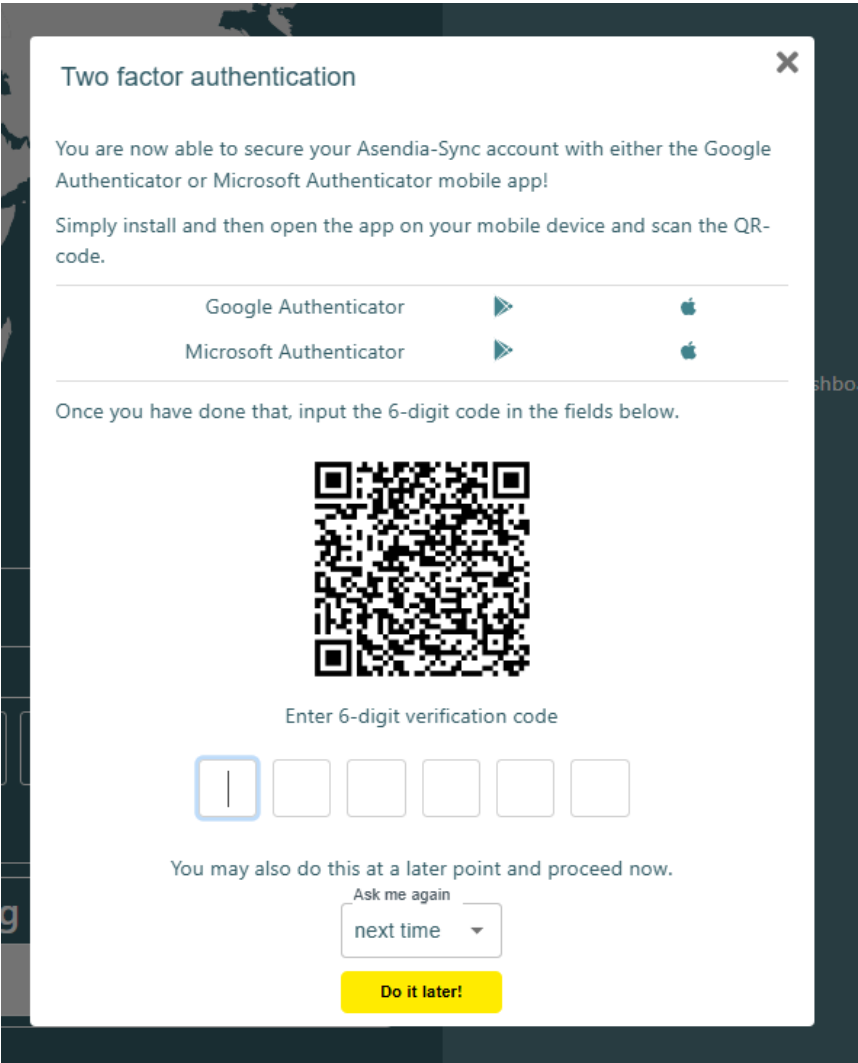 Two factor authentication
You are now able to secure your Asendia-Sync account with either the Google
Authenticator or Microsoft Authenticator mobile app!
Simply install and then open the app on your mobile device and scan the QR-
code.
Google Authenticator
Microsoft Authenticator
shbo
Once you have done that, input the 6-digit code in the fields below.
Enter 6-digit verification code
You may also do this at a later point and proceed now.
Ask me again
g
next time
Do it later!